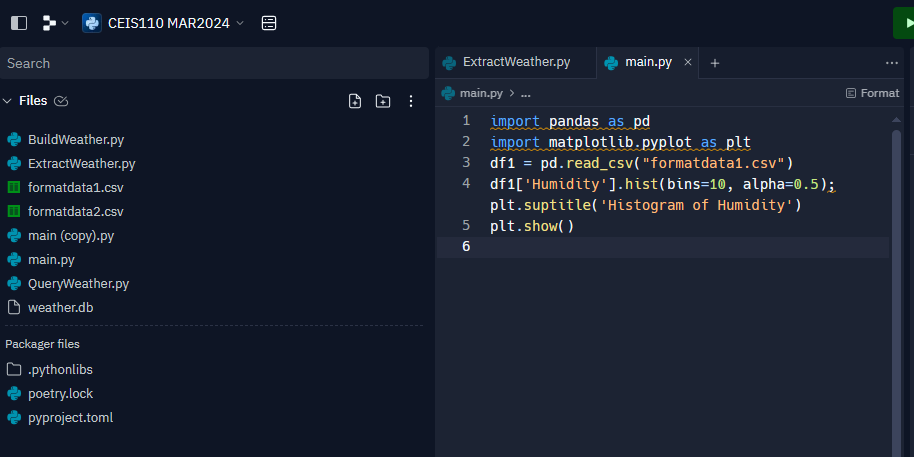 CEIS110 MAR2024
Search
Files
BuildWeather.py
ExtractWeather.py
formatdata1.csv
formatdata2.csv
main (copy).py
main.py
QueryWeather.py
weather.db
Packager files
.pythonlibs
poetry.lock
pyproject.toml
ExtractWeather.py
main.py × +
main.py > ...
Format
1 import pandas as pd
2 import matplotlib.pyplot as plt
3 df1 = pd.read_csv("formatdata1.csv")
4 df1['Humidity'].hist(bins=10, alpha=0.5);
plt.suptitle('Histogram of Humidity')
5 plt.show()
6